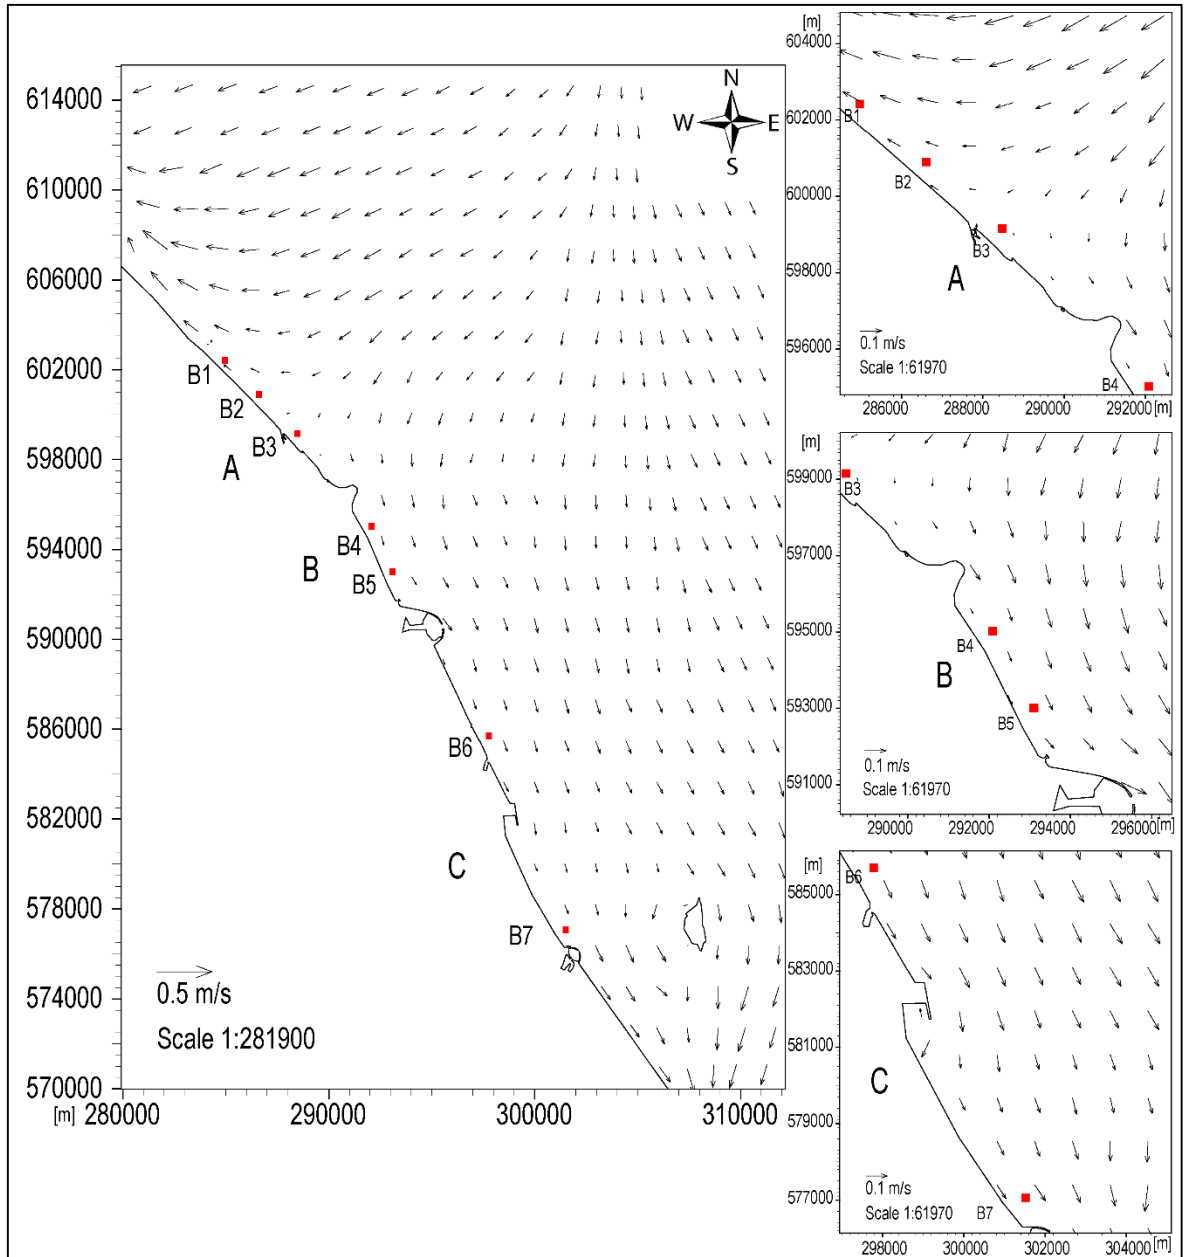 614000
610000
606000
602000
598000
594000
590000
586000
582000
578000
574000
570000
[m] 280000 290000 300000 310000
N
W E
S
B1
B2
B3
A
B4
B
B5
B6
C
B7
0.5 m/s
Scale 1:281900
[m]
604000
602000
600000
598000
596000
B1
B2
B3
A
B4
0.1 m/s
Scale 1:61970
286000 288000 290000 292000 [m]
[m]
599000
597000
595000
593000
591000
B3
B4
B
B5
0.1 m/s
Scale 1:61970
290000 292000 294000 296000 [m]
[m]
585000
583000
581000
579000
577000
B6
C
B7
0.1 m/s
Scale 1:61970
298000 300000 302000 304000 [m]